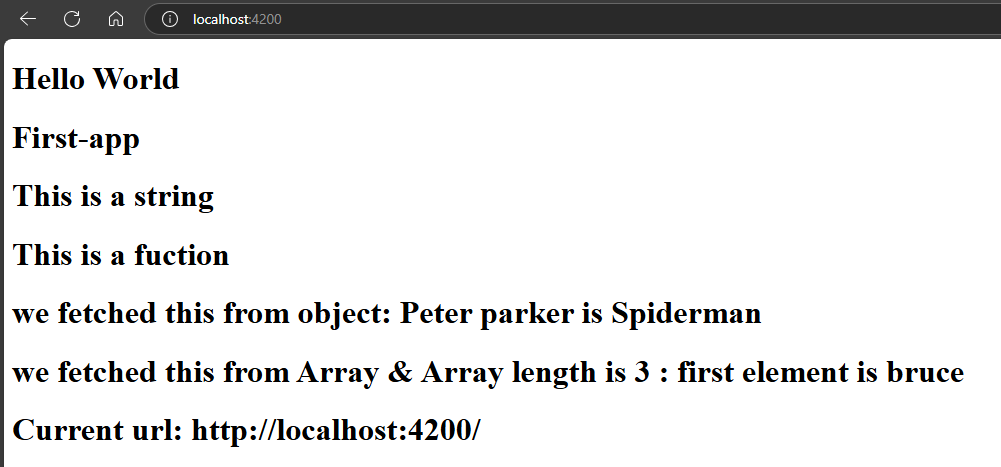 localhost:4200
Hello World
First-app
This is a string
This is a fuction
we fetched this from object: Peter parker is Spiderman
we fetched this from Array & Array length is 3 : first element is bruce
Current url: http://localhost:4200/